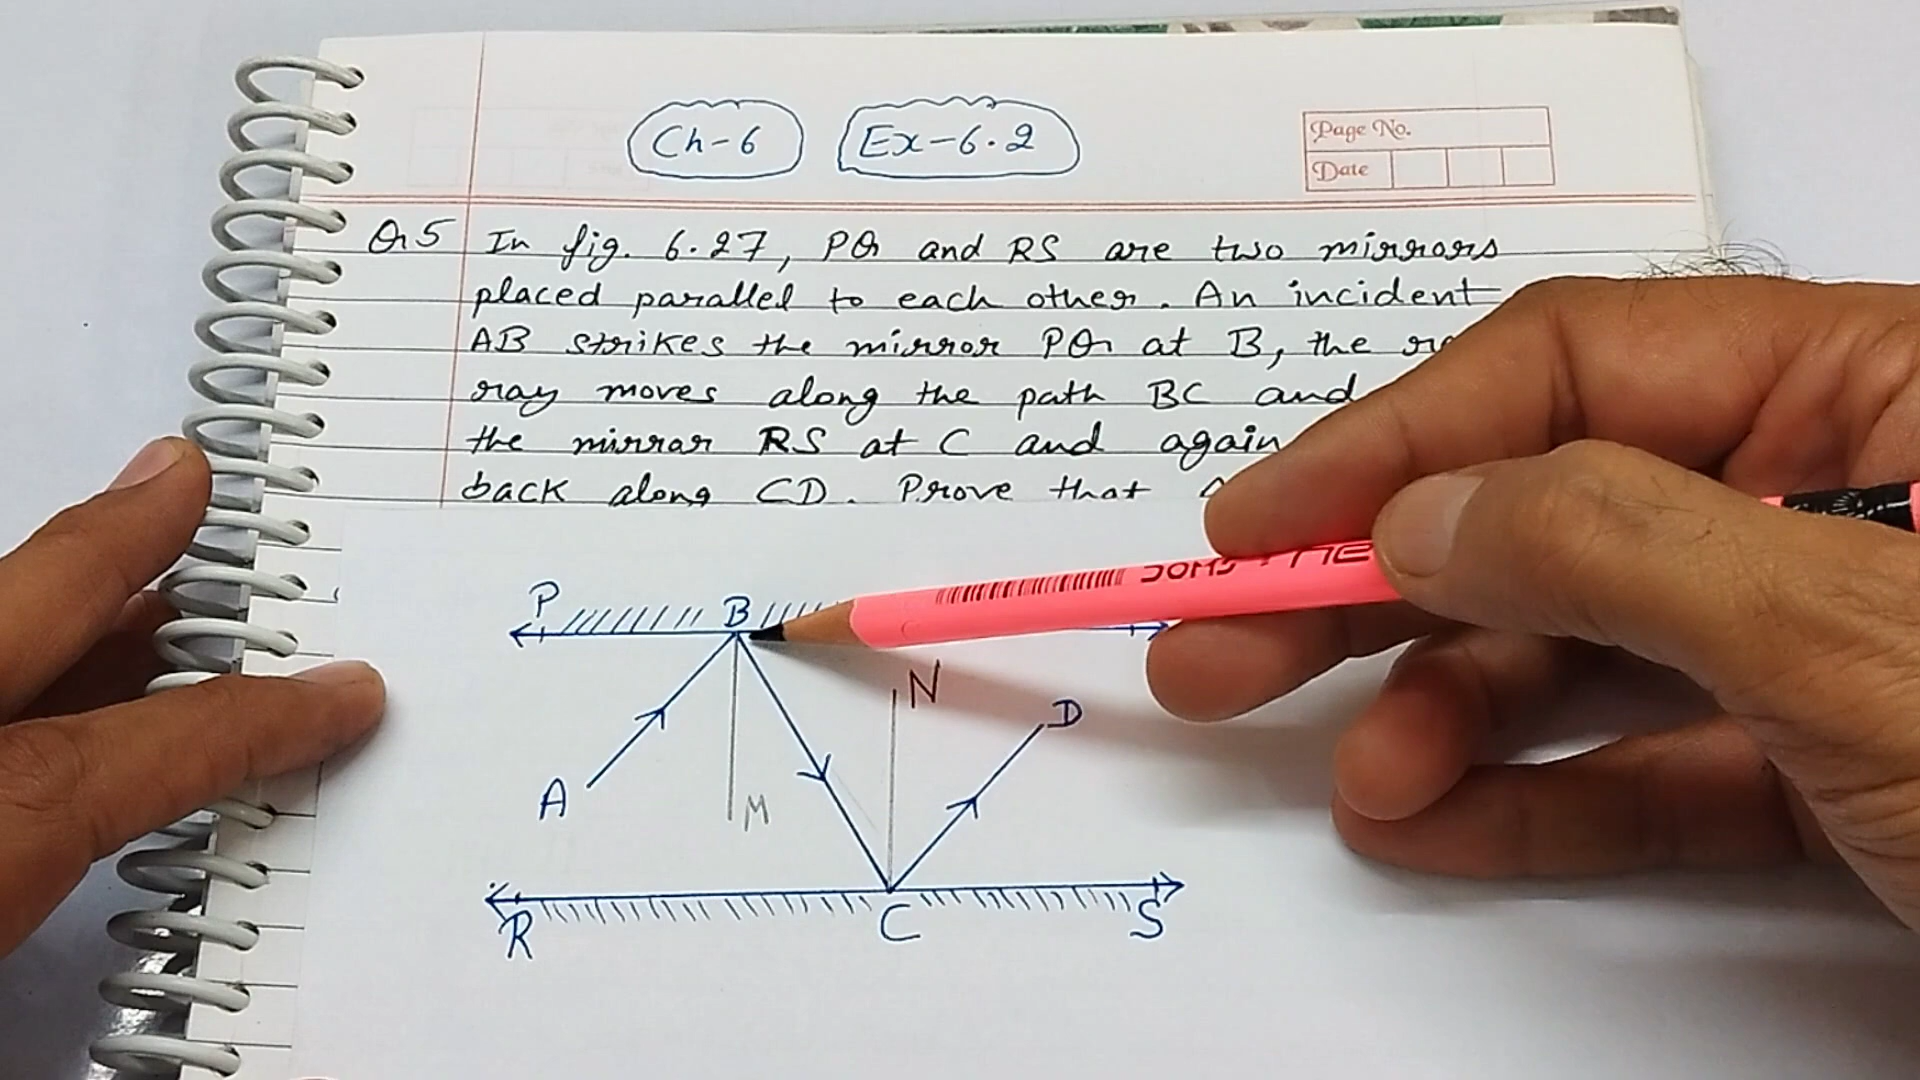 Ch-6 Ex-6.2
Page No.
Date
Q5 In fig. 6.27, PQ and RS are two mirrors
placed parallel to each other. An incident
AB strikes the mirror PQ at B, the
ray moves along the path BC and
the mirror RS at C and again
back along CD. Prove that
P B
N
D
A M
R C S